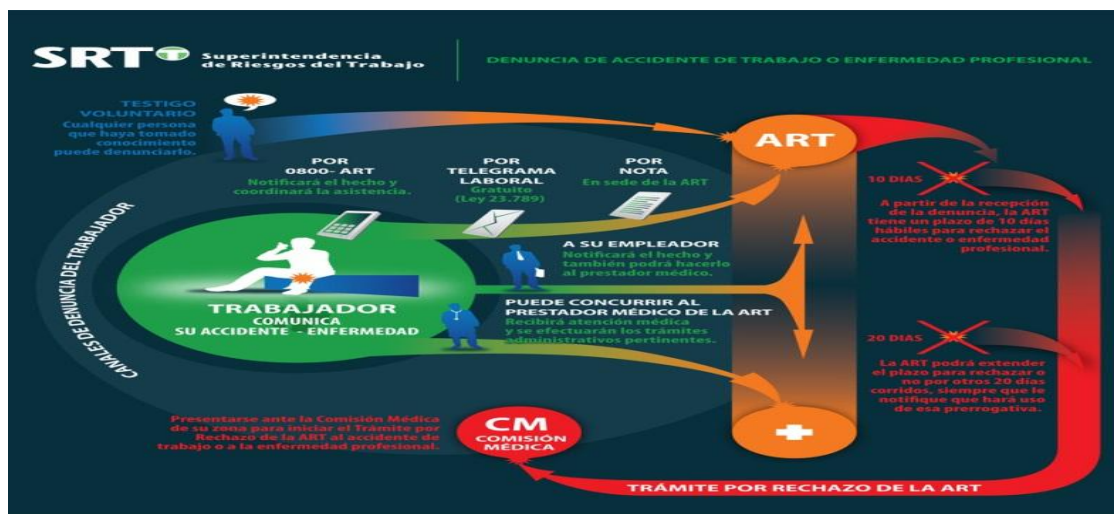 SRT
Superintendencia
de Riesgos del Trabajo
DENUNCIA DE ACCIDENTE DE TRABAJO O ENFERMEDAD PROFESIONAL
TESTIGO
VOLUNTARIO
Cualquier persona
que haya tomado
conocimiento
puede denunciarlo.
POR
0800- ART
Notificará el hecho y
coordinará la asistencia.
POR
TELEGRAMA
LABORAL
Gratuito
(Ley 23.789)
POR
NOTA
En sede de la ART
ART
10 DIAS
A partir de la recepción
de la denuncia, la ART
tiene un plazo de 10 días
hábiles para rechazar el
accidente o enfermedad
profesional.
CANALES DE DENUNCIA DEL TRABAJADOR
TRABAJADOR
COMUNICA
SU ACCIDENTE - ENFERMEDAD
A SU EMPLEADOR
Notificará el hecho y
también podrá hacerlo
al prestador médico.
PUEDE CONCURRIR AL
PRESTADOR MÉDICO DE LA ART
Recibirá atención médica
y se efectuarán los trámites
administrativos pertinentes.
20 DIAS
La ART podrá extender
el plazo para rechazar o
no por otros 20 días
corridos, siempre que le
notifique que hará uso
de esa prerrogativa.
Presentarse ante la Comisión Médica
de su zona para iniciar el Trámite por
Rechazo de la ART al accidente de
trabajo o a la enfermedad profesional.
CM
COMISIÓN
MÉDICA
TRÁMITE POR RECHAZO DE LA ART